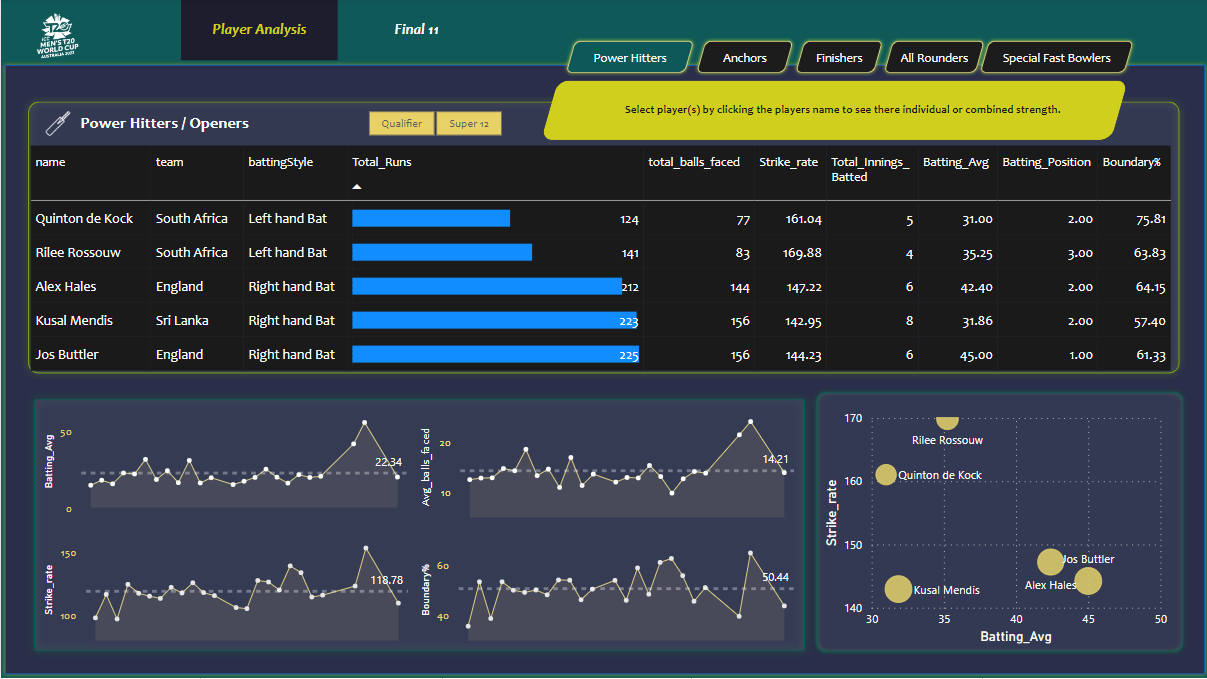 ICC
MEN'S T20
WORLD CUP
AUSTRALIA 2022
Player Analysis
Final 11
Power Hitters
Anchors
Finishers
All Rounders
Special Fast Bowlers
Select player(s) by clicking the players name to see there individual or combined strength.
Power Hitters / Openers
Qualifier
Super 12
name team battingStyle Total_Runs total_balls_faced Strike_rate Total_Innings_ Batting_Avg Batting_Position Boundary%
Batted
Quinton de Kock South Africa Left hand Bat 124 77 161.04 5 31.00 2.00 75.81
Rilee Rossouw South Africa Left hand Bat 141 83 169.88 4 35.25 3.00 63.83
Alex Hales England Right hand Bat 212 144 147.22 6 42.40 2.00 64.15
Kusal Mendis Sri Lanka Right hand Bat 223 156 142.95 8 31.86 2.00 57.40
Jos Buttler England Right hand Bat 225 156 144.23 6 45.00 1.00 61.33
Batting_Avg
50
0
22.34
Avg_balls_faced
20
10
14.21
Strike_rate
150
100
118.78
Boundary%
60
40
50.44
Strike_rate
170
160
150
140
Rilee Rossouw
Quinton de Kock
Jos Buttler
Alex Hales
Kusal Mendis
30 35 40 45 50
Batting_Avg